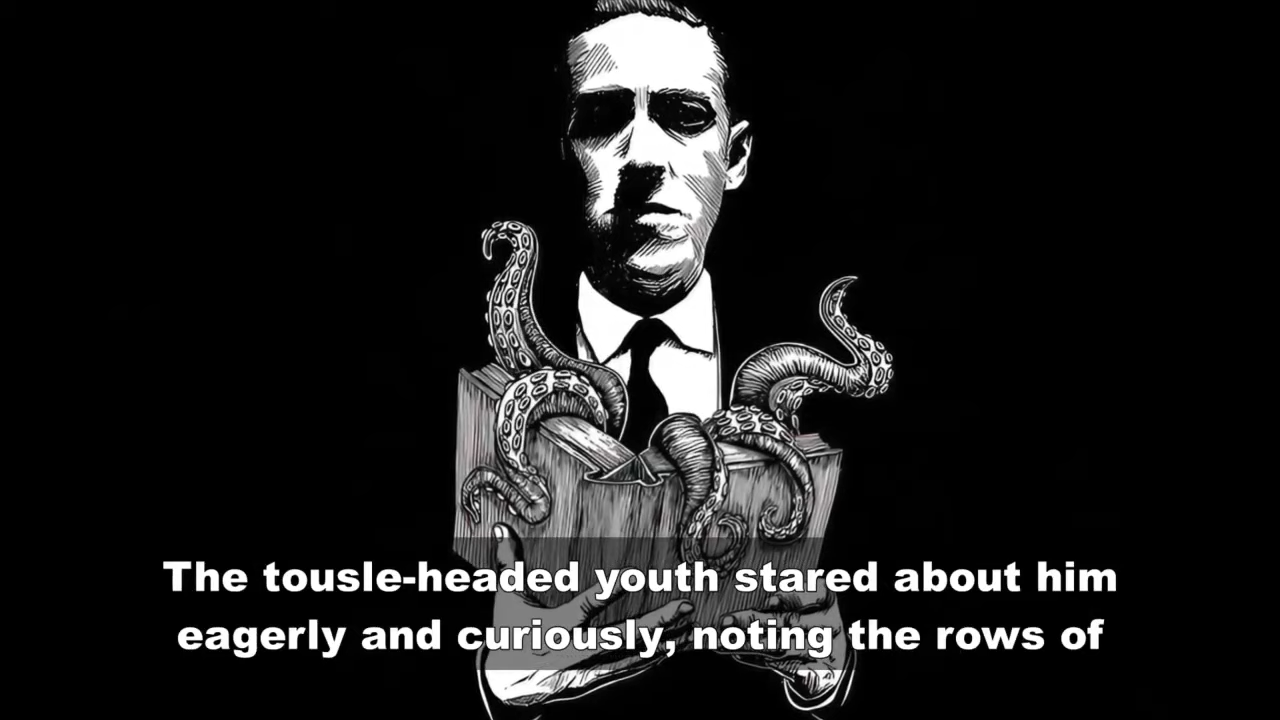 The tousle-headed youth stared about him
eagerly and curiously, noting the rows of